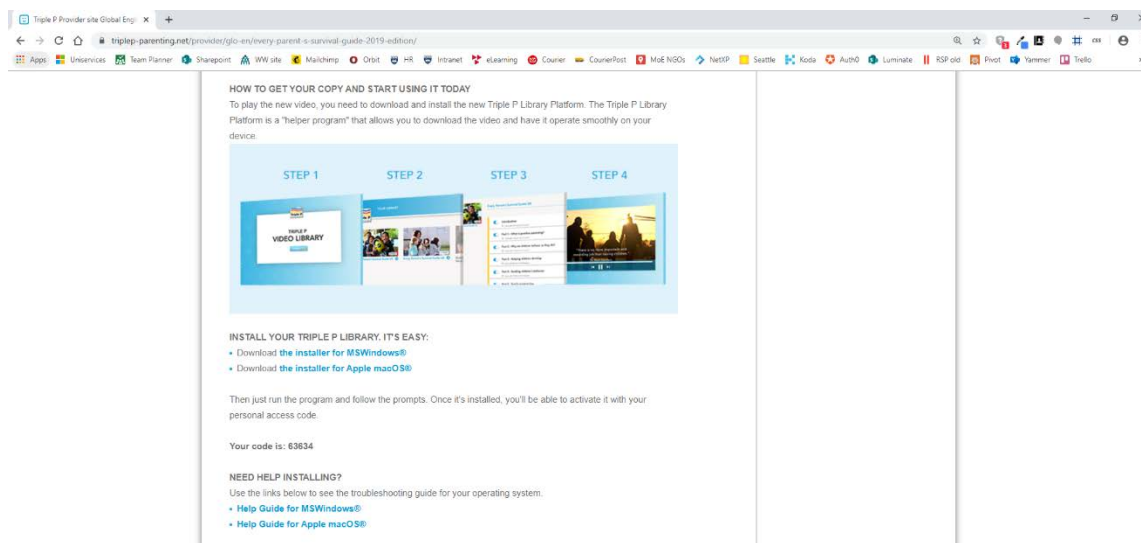 Triple P Provider site Global Eng
triplep-parenting.net/provider/glo-en/every-parent-s-survival-guide-2019-edition/
Apps Uniservices Team Planner Sharepoint WW site Mailchimp Orbit HR Intranet eLearning Courier CourierPost MoE NGOs NetXP Seattle Koda Auth0 Luminate RSP old Pivot Yammer Trello
HOW TO GET YOUR COPY AND START USING IT TODAY
To play the new video, you need to download and install the new Triple P Library Platform. The Triple P Library
Platform is a "helper program" that allows you to download the video and have it operate smoothly on your
device.
STEP 1 STEP 2 STEP 3 STEP 4
TRIPLE P
VIDEO LIBRARY
INSTALL YOUR TRIPLE P LIBRARY. IT'S EASY:
• Download the installer for MSWindows®
• Download the installer for Apple macOS®
Then just run the program and follow the prompts. Once it's installed, you'll be able to activate it with your
personal access code.
Your code is: 63634
NEED HELP INSTALLING?
Use the links below to see the troubleshooting guide for your operating system.
• Help Guide for MSWindows®
• Help Guide for Apple macOS®